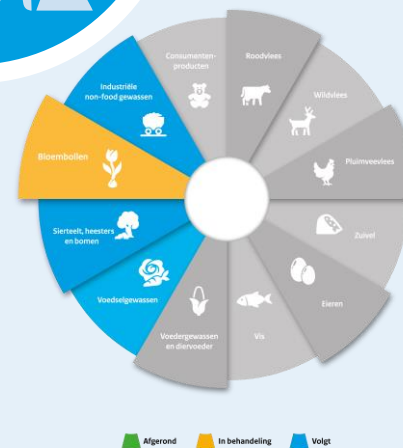 Consumenten-
producten
Roodvlees
Wildvlees
Pluimveevlees
Zuivel
Eieren
Vis
Voedergewassen
en diervoeder
Voedselgewassen
Sierteelt, heesters
en bomen
Bloembollen
Industriële
non-food gewassen
Afgerond
In behandeling
Volgt